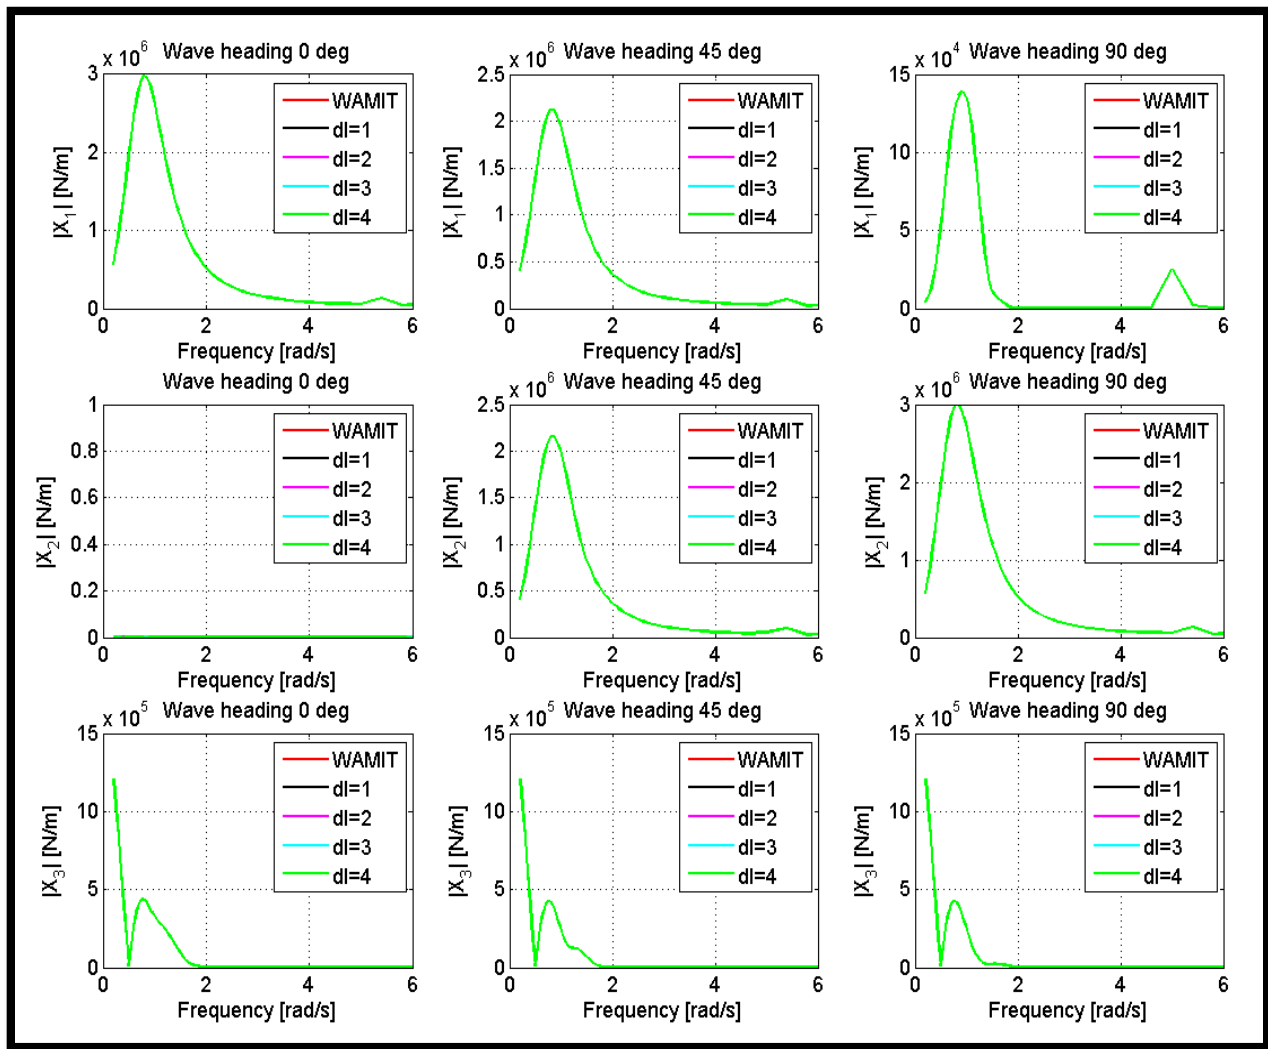 x 10^6 Wave heading 0 deg
3
2
1
0
|X_1| [N/m]
WAMIT
dl=1
dl=2
dl=3
dl=4
0 2 4 6
Frequency [rad/s]
x 10^6 Wave heading 45 deg
2.5
2
1.5
1
0.5
0
|X_1| [N/m]
WAMIT
dl=1
dl=2
dl=3
dl=4
0 2 4 6
Frequency [rad/s]
x 10^4 Wave heading 90 deg
15
10
5
0
|X_1| [N/m]
WAMIT
dl=1
dl=2
dl=3
dl=4
0 2 4 6
Frequency [rad/s]
Wave heading 0 deg
1
0.8
0.6
0.4
0.2
0
|X_2| [N/m]
WAMIT
dl=1
dl=2
dl=3
dl=4
0 2 4 6
Frequency [rad/s]
x 10^6 Wave heading 45 deg
2.5
2
1.5
1
0.5
0
|X_2| [N/m]
WAMIT
dl=1
dl=2
dl=3
dl=4
0 2 4 6
Frequency [rad/s]
x 10^6 Wave heading 90 deg
3
2
1
0
|X_2| [N/m]
WAMIT
dl=1
dl=2
dl=3
dl=4
0 2 4 6
Frequency [rad/s]
x 10^5 Wave heading 0 deg
15
10
5
0
|X_3| [N/m]
WAMIT
dl=1
dl=2
dl=3
dl=4
0 2 4 6
Frequency [rad/s]
x 10^5 Wave heading 45 deg
15
10
5
0
|X_3| [N/m]
WAMIT
dl=1
dl=2
dl=3
dl=4
0 2 4 6
Frequency [rad/s]
x 10^5 Wave heading 90 deg
15
10
5
0
|X_3| [N/m]
WAMIT
dl=1
dl=2
dl=3
dl=4
0 2 4 6
Frequency [rad/s]